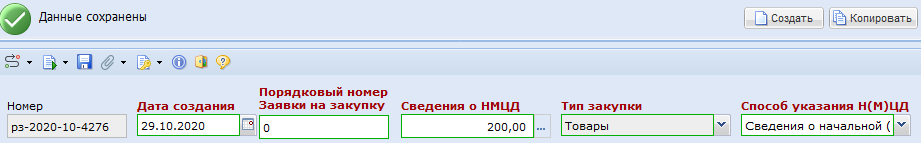 Данные сохранены
Создать
Копировать
Номер
Дата создания
Порядковый номер
Заявки на закупку
Сведения о НМЦД
Тип закупки
Способ указания Н(М)ЦД
рз-2020-10-4276
29.10.2020
0
200,00
...
Товары
Сведения о начальной (